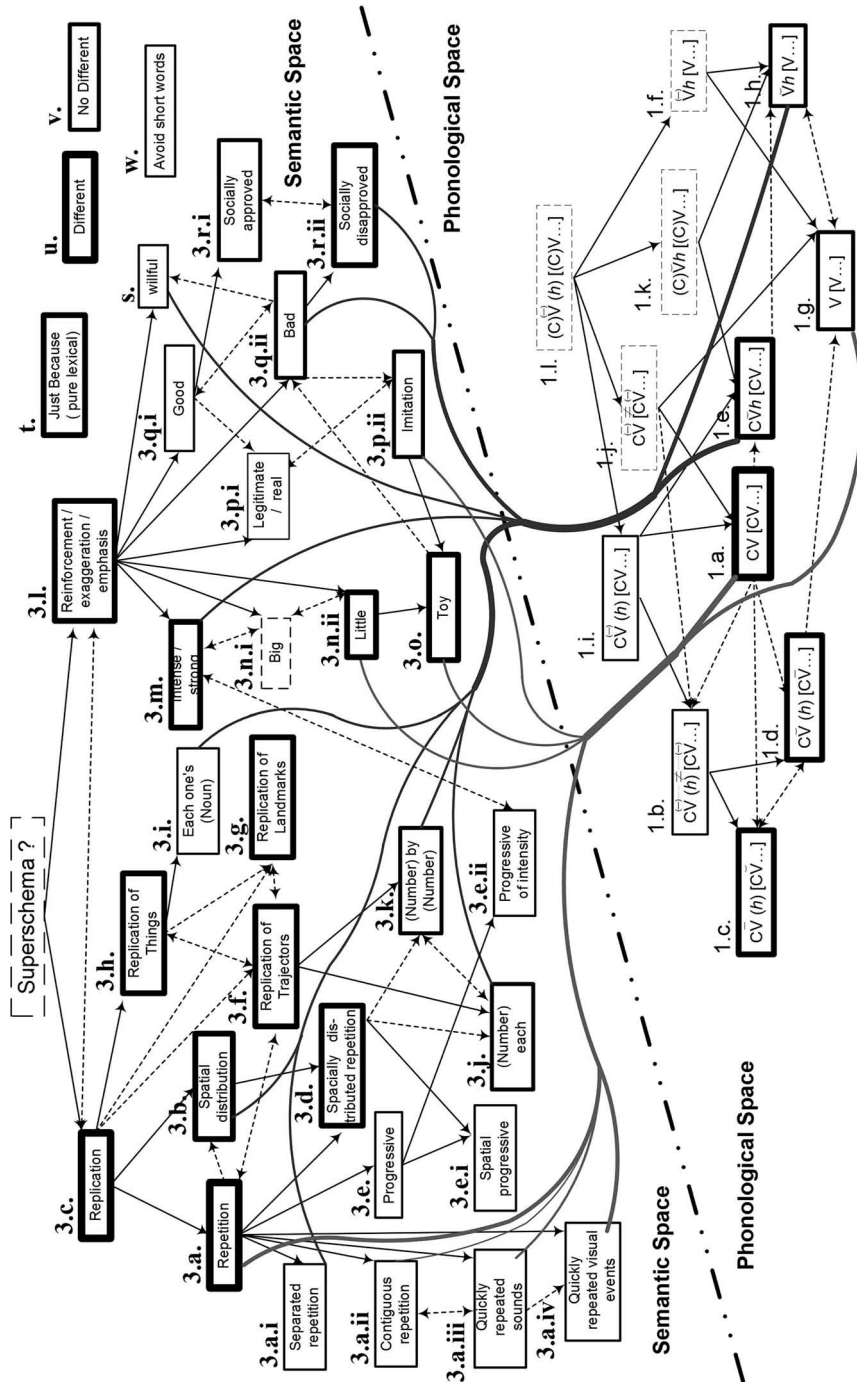 Superschema ?
3.c.
Replication
3.l.
Reinforcement /
exaggeration /
emphasis
t.
Just Because
( pure lexical)
u.
Different
v.
No Different
w.
Avoid short words
3.a.
Repetition
3.b.
Spatial
distribution
3.h.
Replication of
Things
3.i.
Each one's
(Noun)
3.f.
Replication of
Trajectors
3.g.
Replication of
Landmarks
3.m.
Intense /
strong
3.n.i
Big
3.n.ii
Little
3.o.
Toy
3.p.i
Legitimate
/ real
3.p.ii
Imitation
3.q.i
Good
3.q.ii
Bad
s.
willful
3.r.i
Socially
approved
3.r.ii
Socially
disapproved
3.a.i
Separated
repetition
3.a.ii
Contiguous
repetition
3.a.iii
Quickly
repeated
sounds
3.a.iv
Quickly
repeated visual
events
3.d.
Spacially dis-
tributed repetition
3.e.
Progressive
3.e.i
Spatial
progressive
3.e.ii
Progressive
of intensity
3.j.
(Number)
each
3.k.
(Number) by
(Number)
Semantic Space
Phonological Space
Semantic Space
Phonological Space
1.a.
CV [CV...]
1.b.
1.c.
1.d.
1.e.
CV̄h [CV...]
1.f.
1.g.
V [V...]
1.h.
V̄h [V...]
1.i.
1.j.
1.k.
(C)V̄h [(C)V...]
1.l.